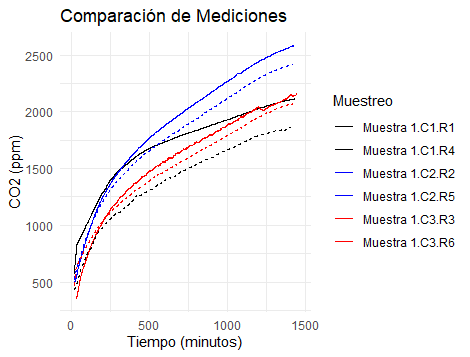 Comparación de Mediciones
CO2 (ppm)
2500
2000
1500
1000
500
0
500
1000
1500
Tiempo (minutos)
Muestreo
Muestra 1.C1.R1
Muestra 1.C1.R4
Muestra 1.C2.R2
Muestra 1.C2.R5
Muestra 1.C3.R3
Muestra 1.C3.R6